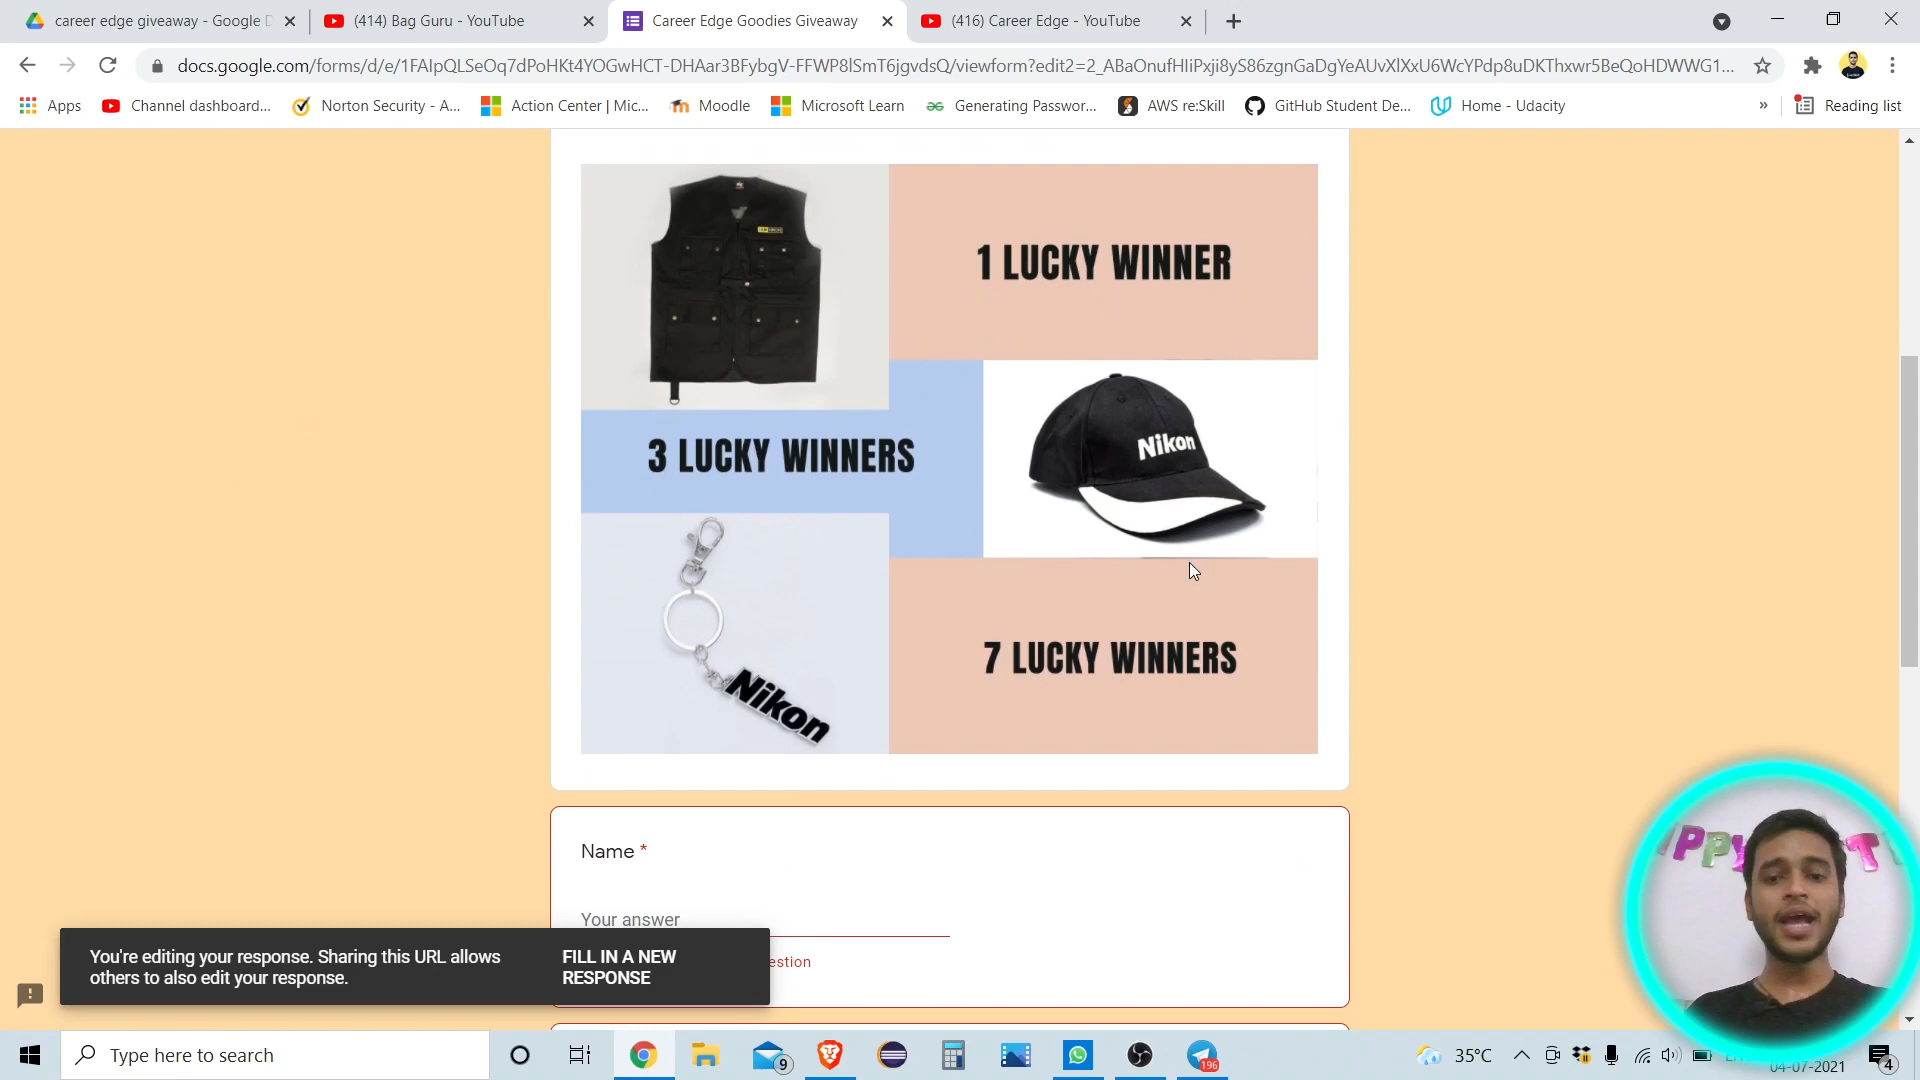 career edge giveaway - Google D
(414) Bag Guru - YouTube
Career Edge Goodies Giveaway
(416) Career Edge - YouTube
docs.google.com/forms/d/e/1FAIpQLSeOq7dPoHKt4YOGwHCT-DHAar3BFybgV-FFWP8lSmT6jgvdsQ/viewform?edit2=2_ABaOnufHIiPxji8yS86zgnGaDgYeAUvXlXxU6WcYPdp8uDKThxwr5BeQoHDWWG1...
Apps
Channel dashboard...
Norton Security - A...
Action Center | Mic...
Moodle
Microsoft Learn
Generating Passwor...
AWS re:Skill
GitHub Student De...
Home - Udacity
»
Reading list
1 LUCKY WINNER
Nikon
3 LUCKY WINNERS
Nikon
7 LUCKY WINNERS
Name *
Your answer
estion
You're editing your response. Sharing this URL allows
others to also edit your response.
FILL IN A NEW
RESPONSE
Type here to search
9
196
35°C
04-07-2021
4